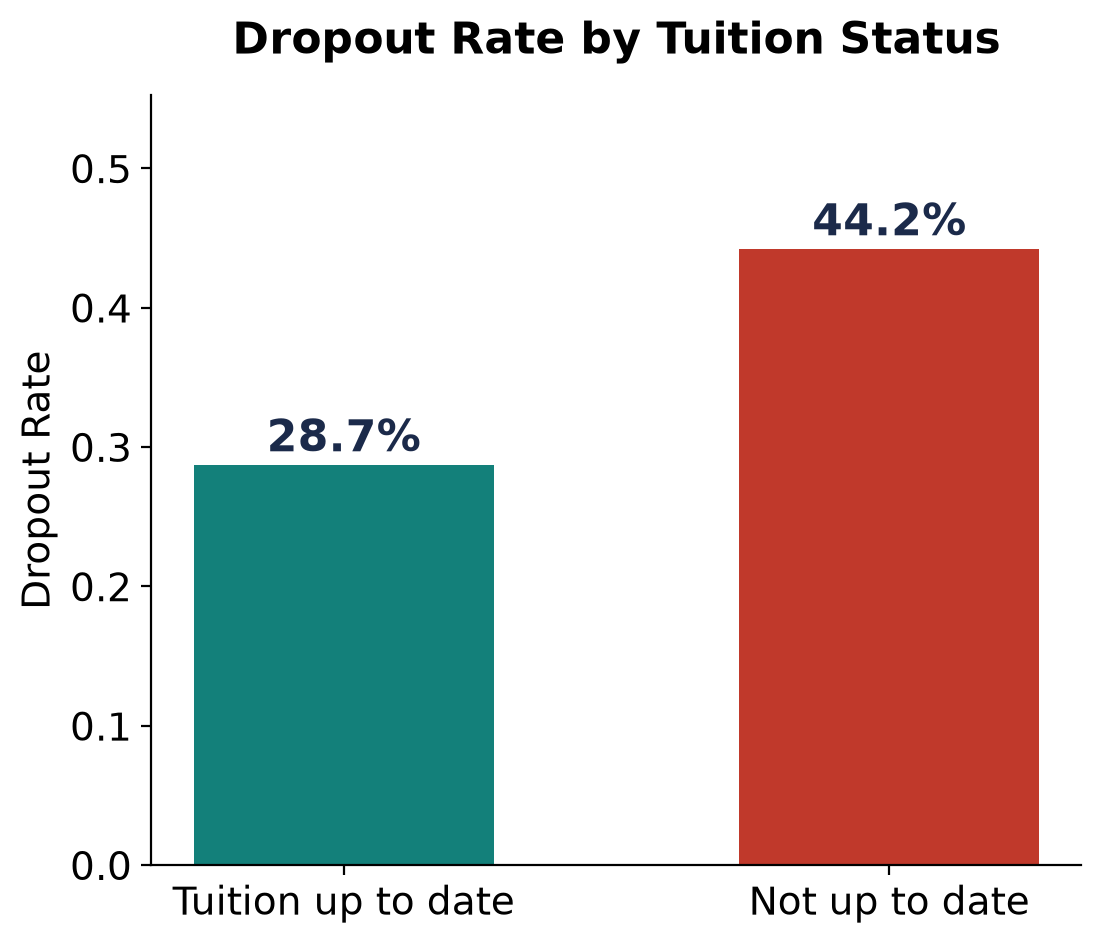 Dropout Rate by Tuition Status
Dropout Rate
0.5
0.4
0.3
0.2
0.1
0.0
44.2%
28.7%
Tuition up to date
Not up to date